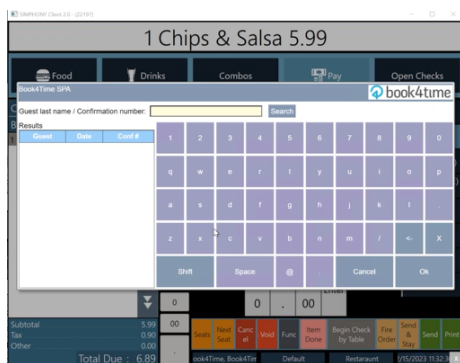 SIMPHONY Client 2.0 - (22197)
1 Chips & Salsa 5.99
Food Drinks Combos Pay Open Checks
Book4Time SPA
book4time
Guest last name / Confirmation number: Search
Results
Guest Date Conf #
1 2 3 4 5 6 7 8 9 0
q w e r t y u i o p
a s d f g h j k l .
z x c v b n m / <- X
Shift Space @ Cancel Ok
0 0 . 00
00
Subtotal 5.99
Tax 0.90
Other 0.00
Total Due : 6.89
Seats Next Seat Cancel Void Func Item Done Begin Check by Table Fire Order Send & Stay Send Print
Default Restaraunt